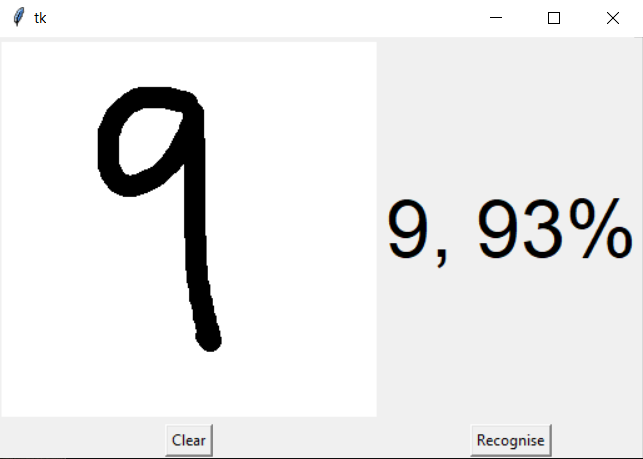 tk
9
9, 93%
Clear
Recognise